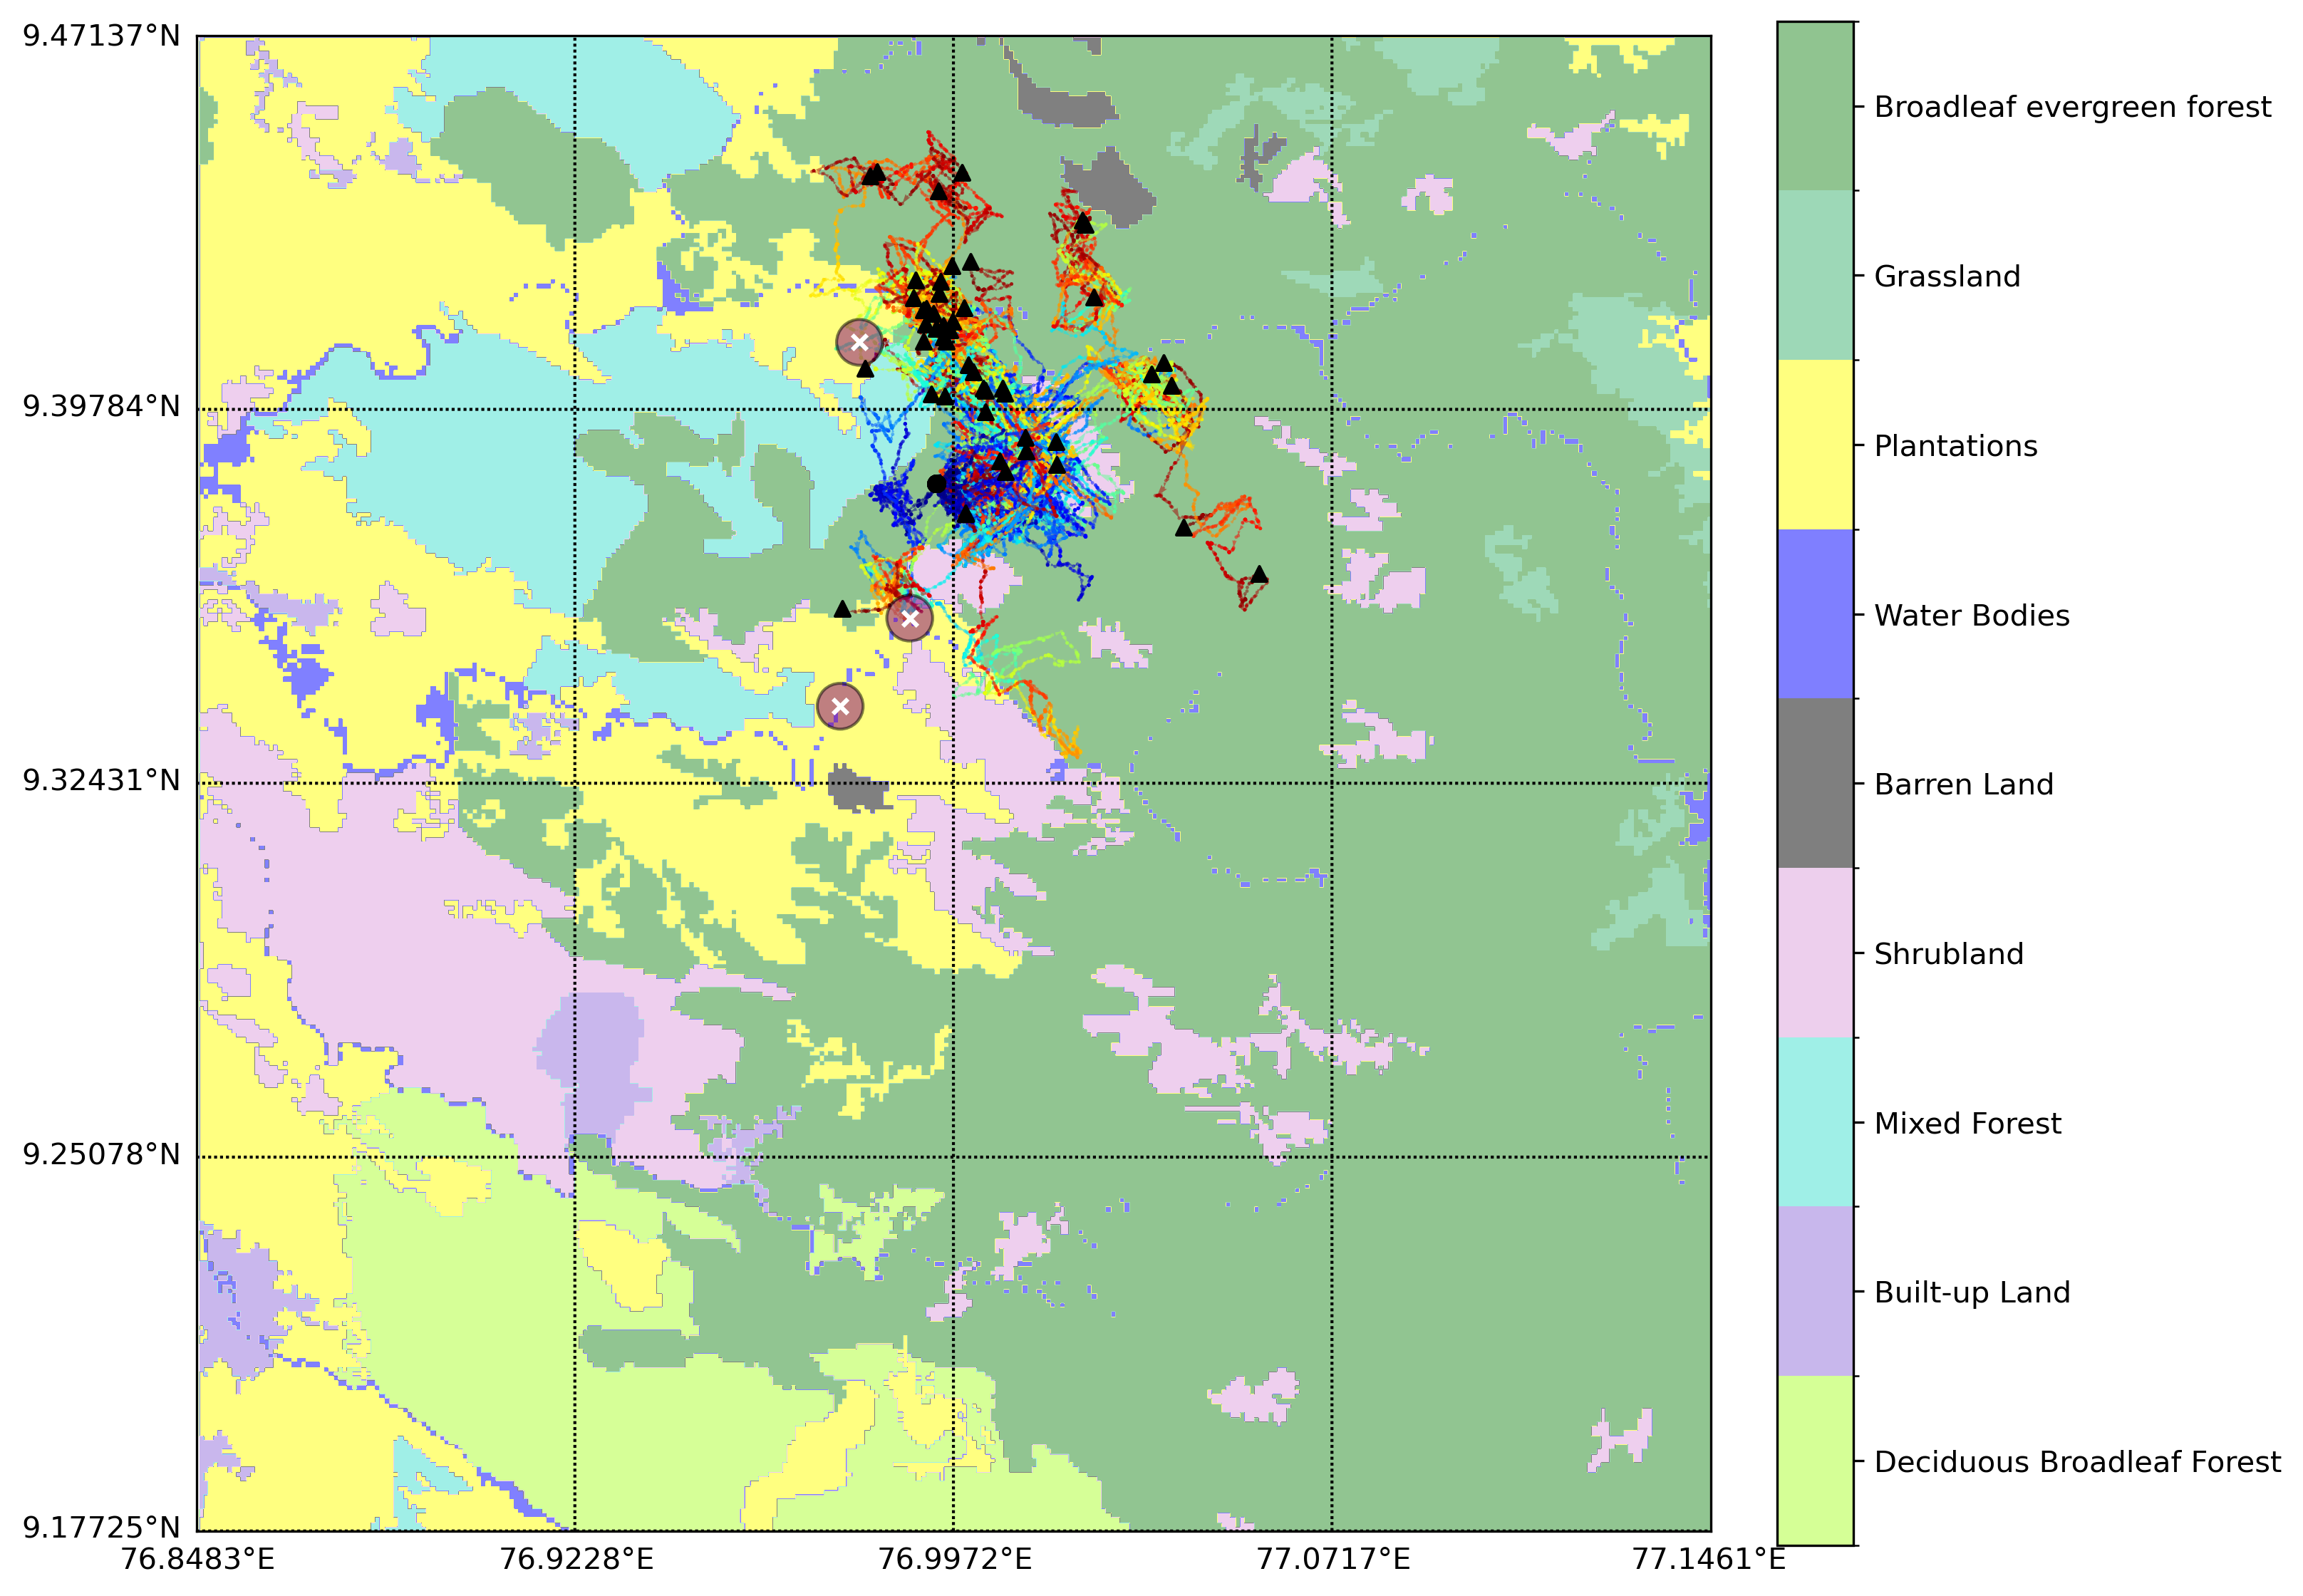 9.47137°N
9.39784°N
9.32431°N
9.25078°N
9.17725°N
76.8483°E
76.9228°E
76.9972°E
77.0717°E
77.1461°E
Broadleaf evergreen forest
Grassland
Plantations
Water Bodies
Barren Land
Shrubland
Mixed Forest
Built-up Land
Deciduous Broadleaf Forest